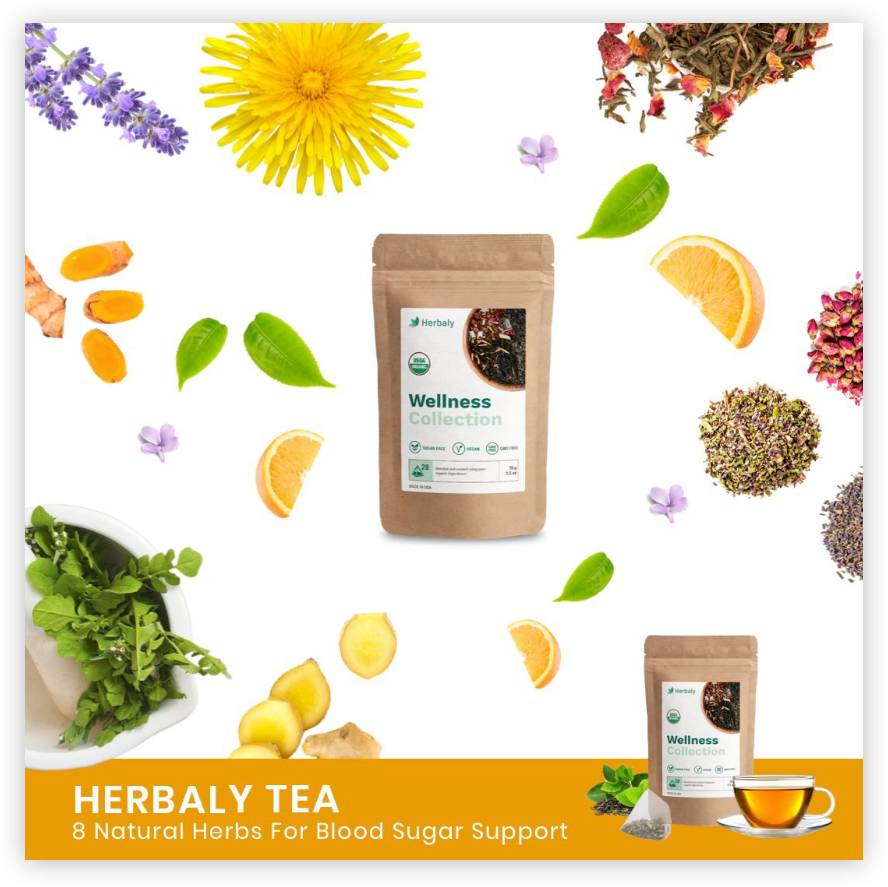 Herbaly
USDA
ORGANIC
Wellness
Collection
SUGAR FREE
VEGAN
GMO FREE
28
MADE IN USA
Herbaly
Wellness
Collection
HERBALY TEA
8 Natural Herbs For Blood Sugar Support